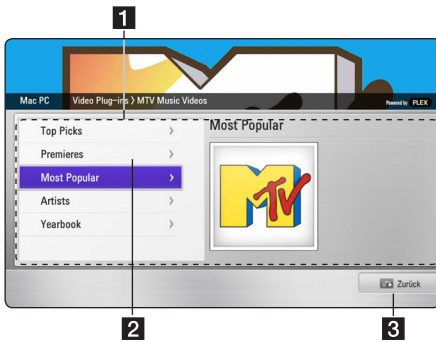 1
Mac PC Video Plug-ins > MTV Music Videos Powered by PLEX
Top Picks >
Premieres >
Most Popular >
Artists >
Yearbook >
Most Popular
MTV
Zurück
2
3